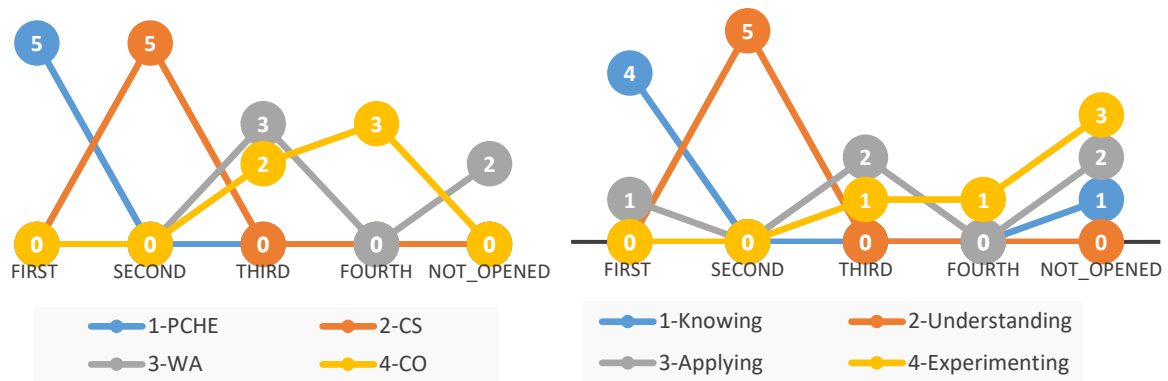 5 5
3 3
2 2
0 0 0 0 0
FIRST SECOND THIRD FOURTH NOT_OPENED
1-PCHE 2-CS
3-WA 4-CO
5
4
3
2 2
1 1 1 1
0 0 0 0 0
FIRST SECOND THIRD FOURTH NOT_OPENED
1-Knowing 2-Understanding
3-Applying 4-Experimenting